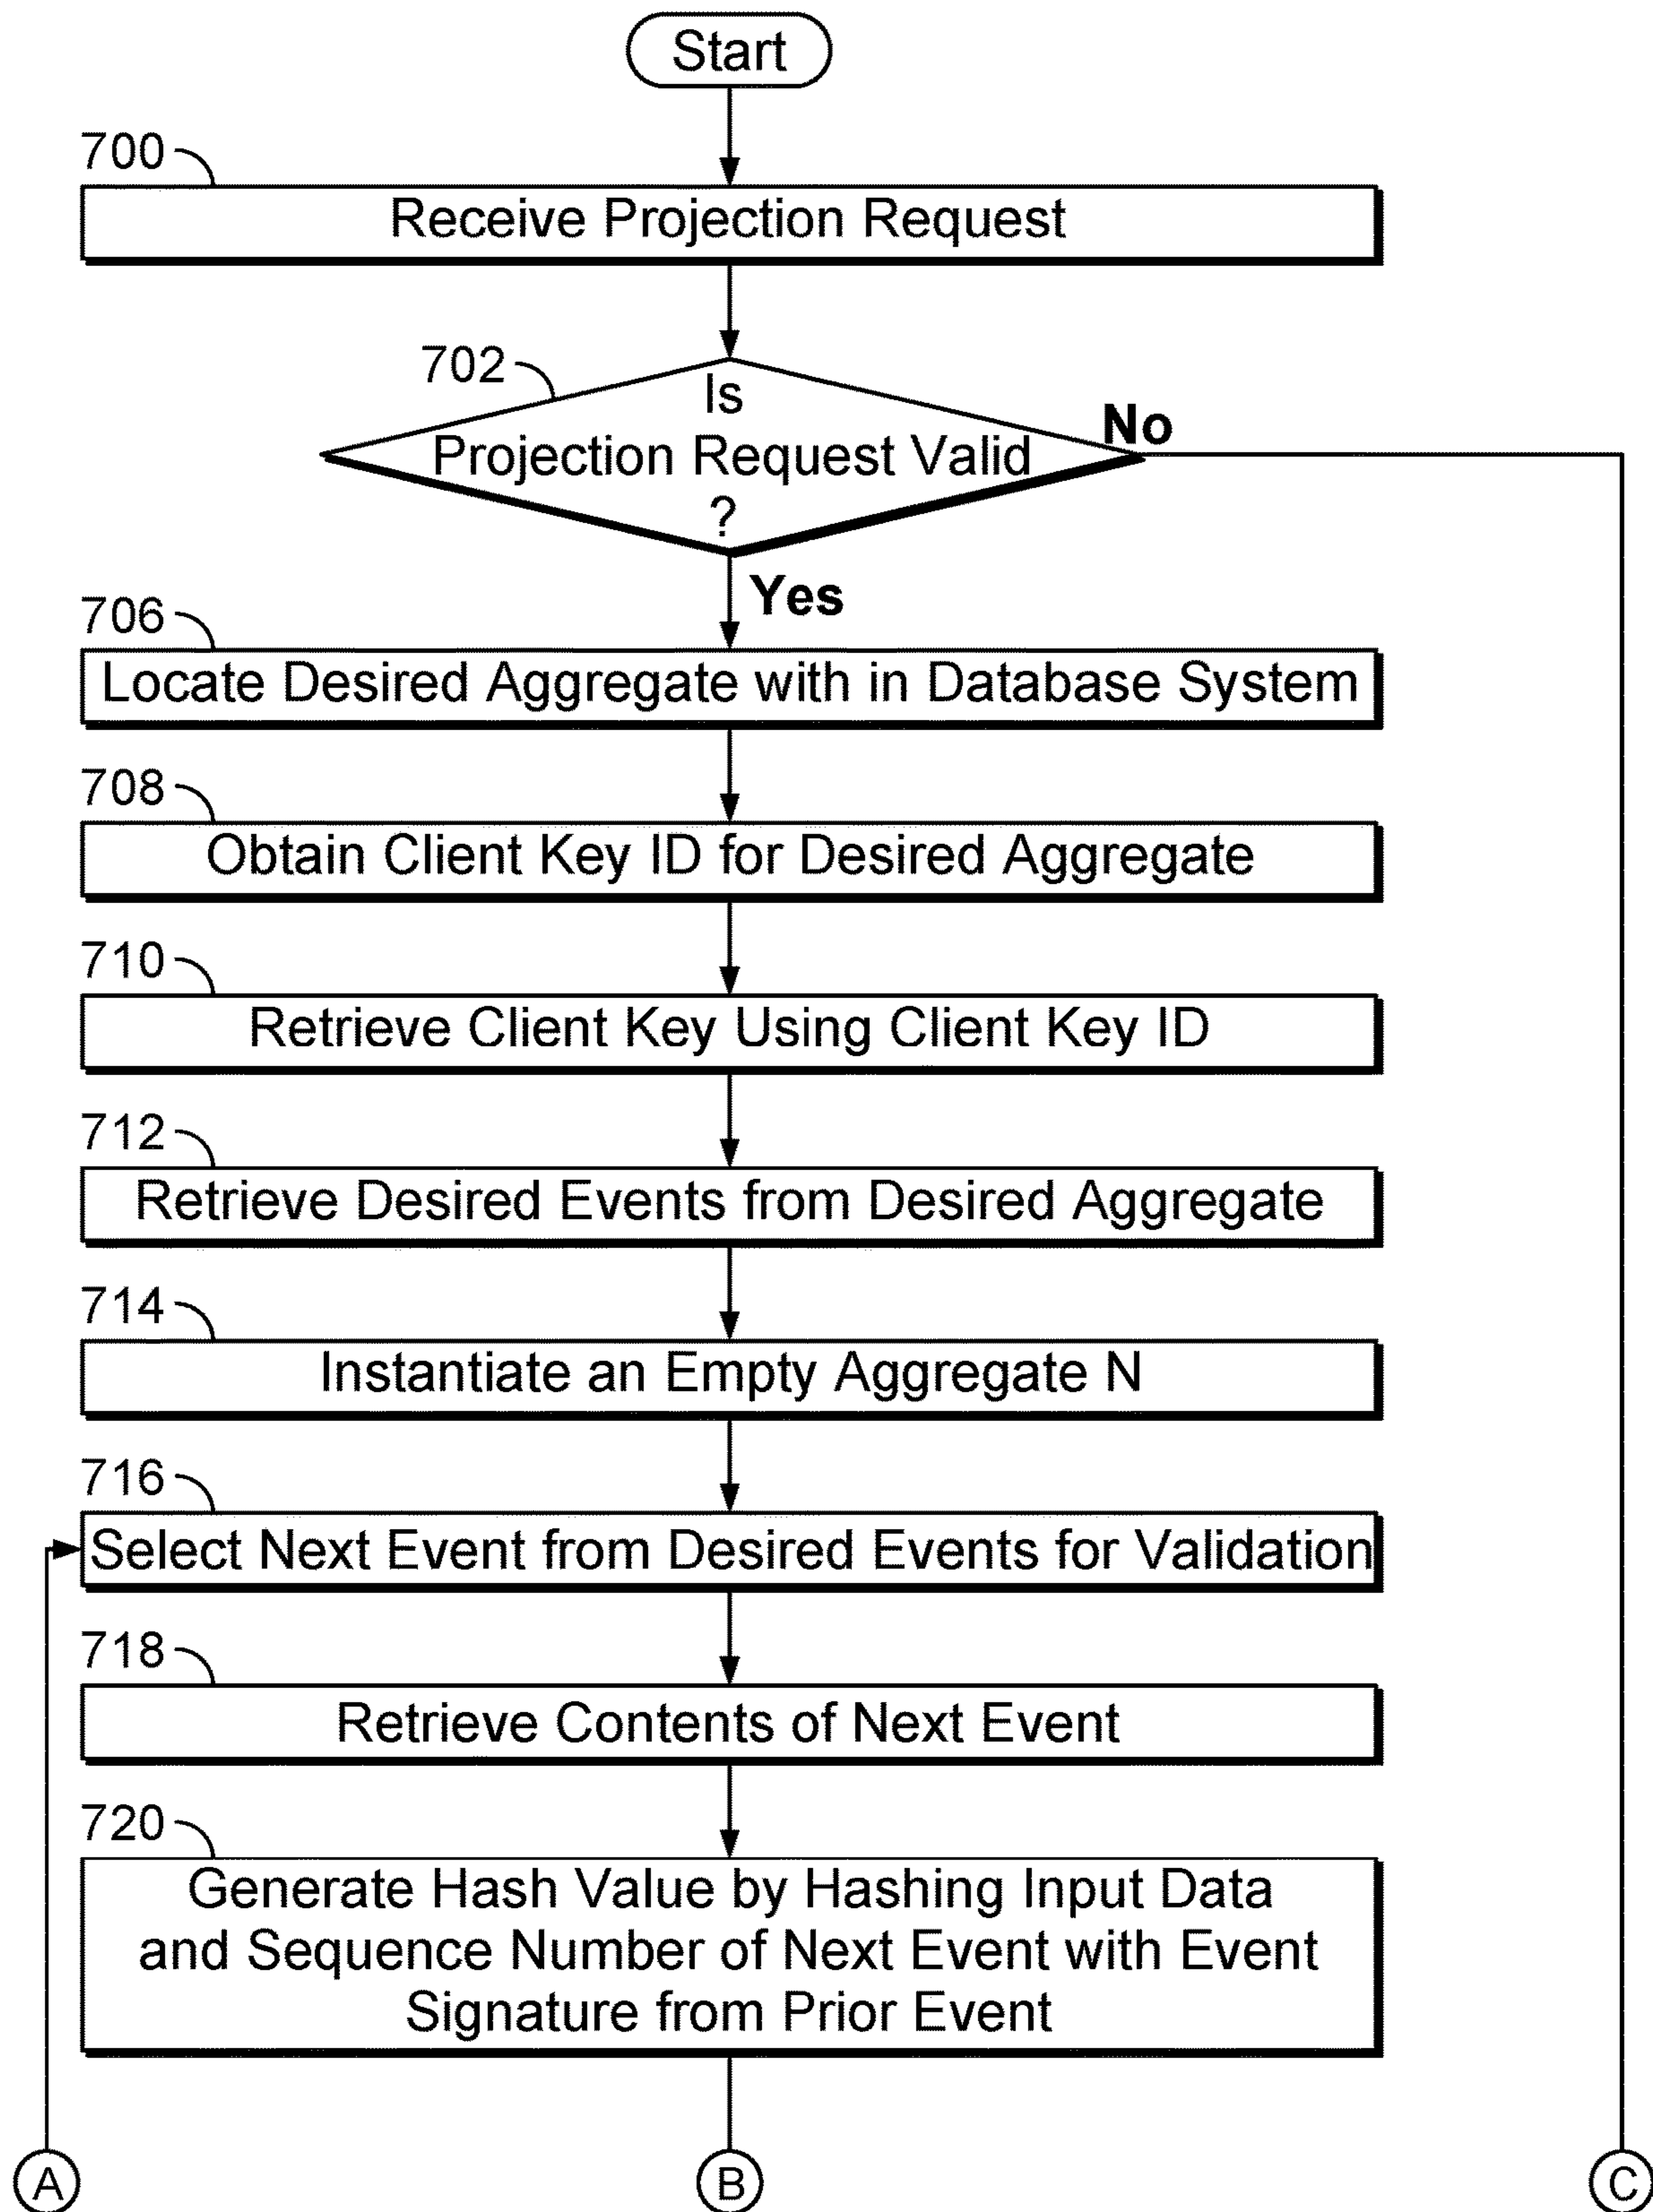 Start
700
Receive Projection Request
702
Is
Projection Request Valid
?
No
Yes
706
Locate Desired Aggregate with in Database System
708
Obtain Client Key ID for Desired Aggregate
710
Retrieve Client Key Using Client Key ID
712
Retrieve Desired Events from Desired Aggregate
714
Instantiate an Empty Aggregate N
716
Select Next Event from Desired Events for Validation
718
Retrieve Contents of Next Event
720
Generate Hash Value by Hashing Input Data
and Sequence Number of Next Event with Event
Signature from Prior Event
A
B
C